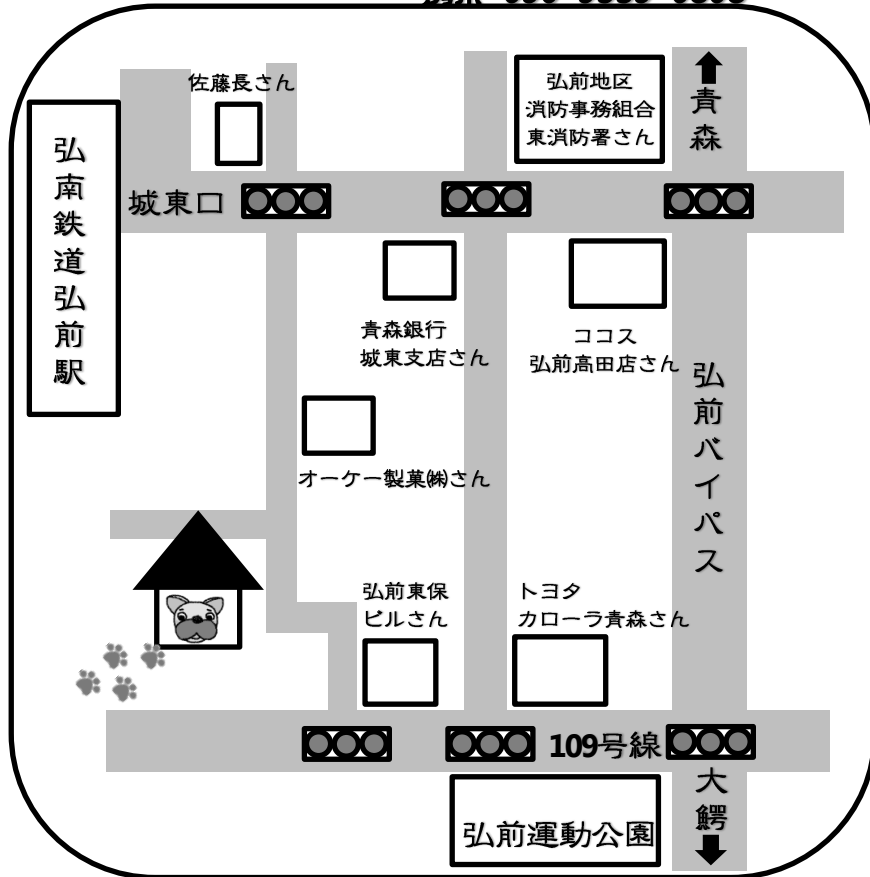 佐藤長さん
弘前地区
消防事務組合
東消防署さん
青森
弘南鉄道弘前駅
城東口
青森銀行
城東支店さん
ココス
弘前高田店さん
弘前バイパス
オーケー製菓㈱さん
弘前東保
ビルさん
トヨタ
カローラ青森さん
109号線
大鰐
弘前運動公園